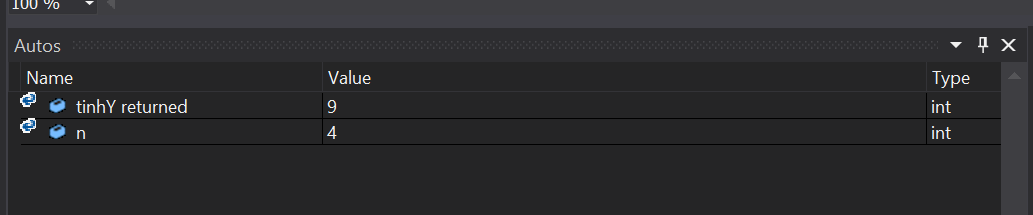 100 %
Autos
Name Value Type
tinhY returned 9 int
n 4 int